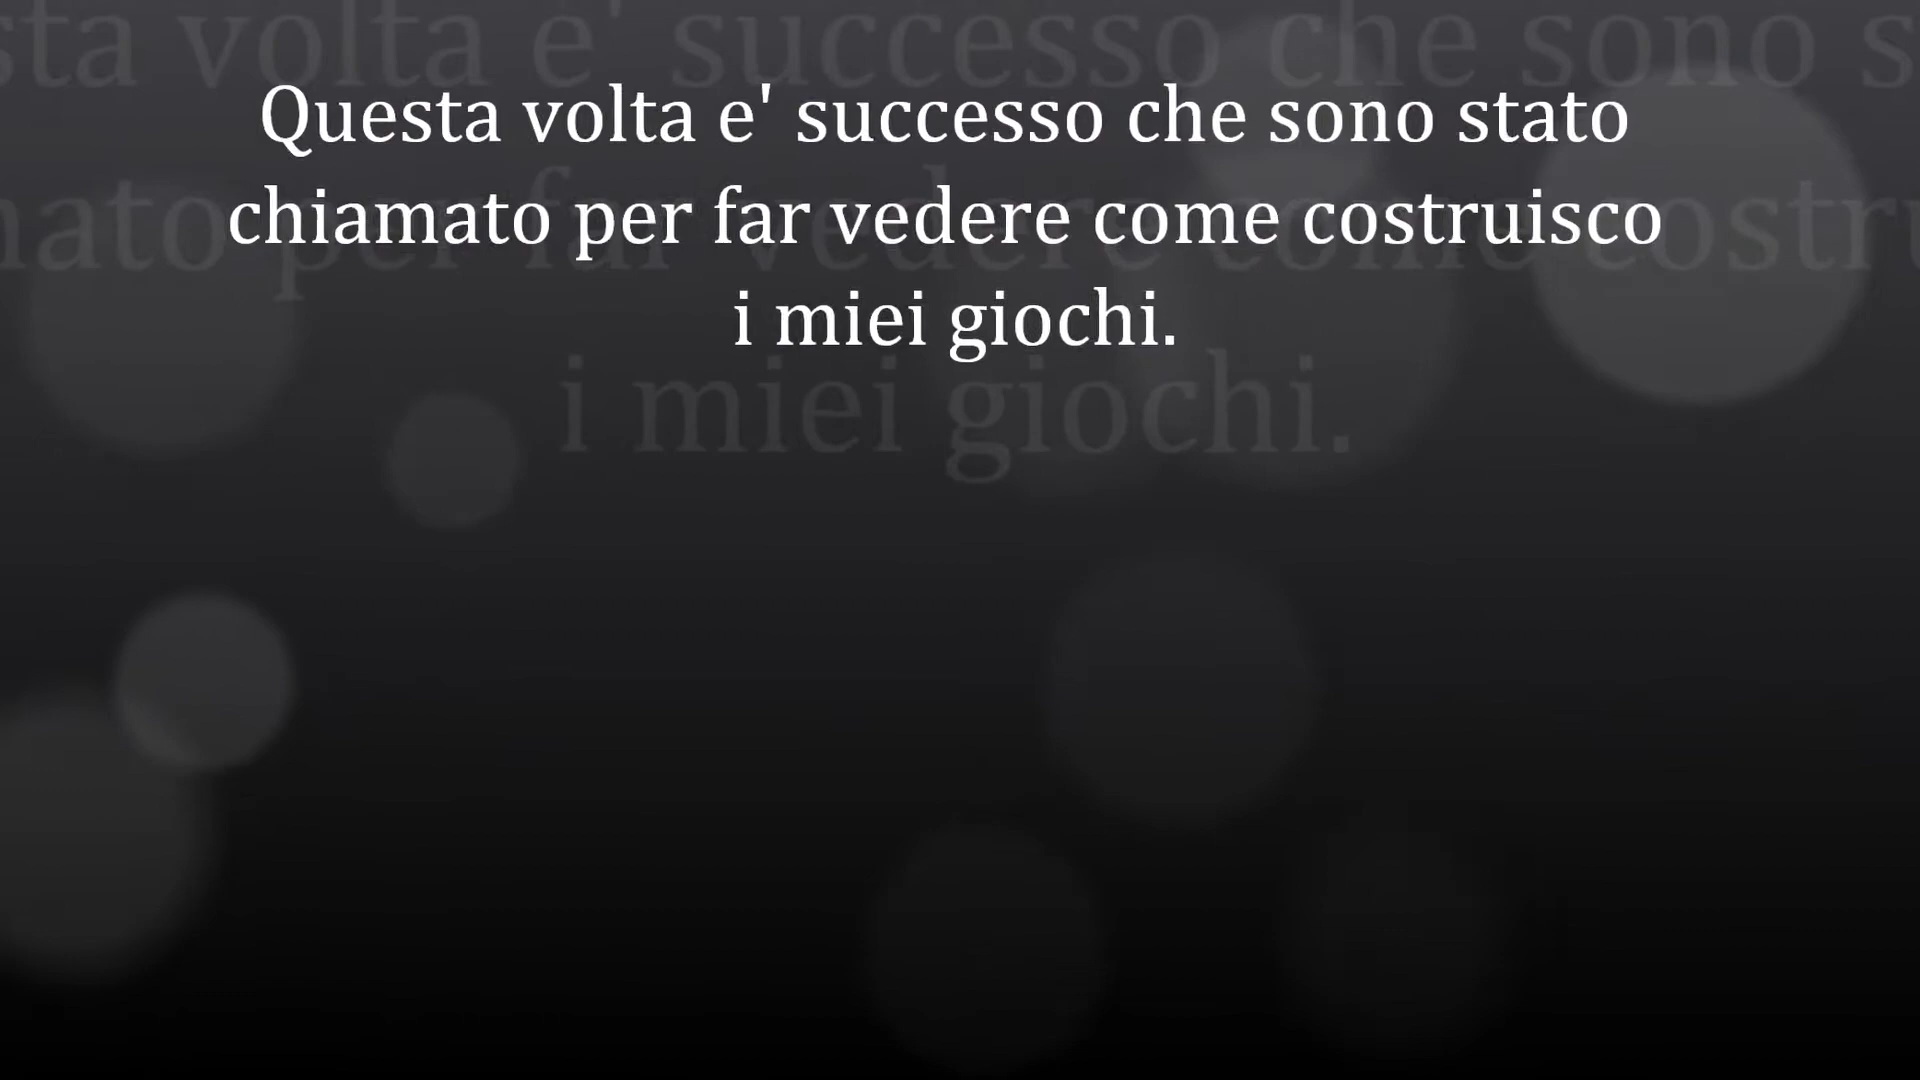 Questa volta e' successo che sono stato
chiamato per far vedere come costruisco
i miei giochi.